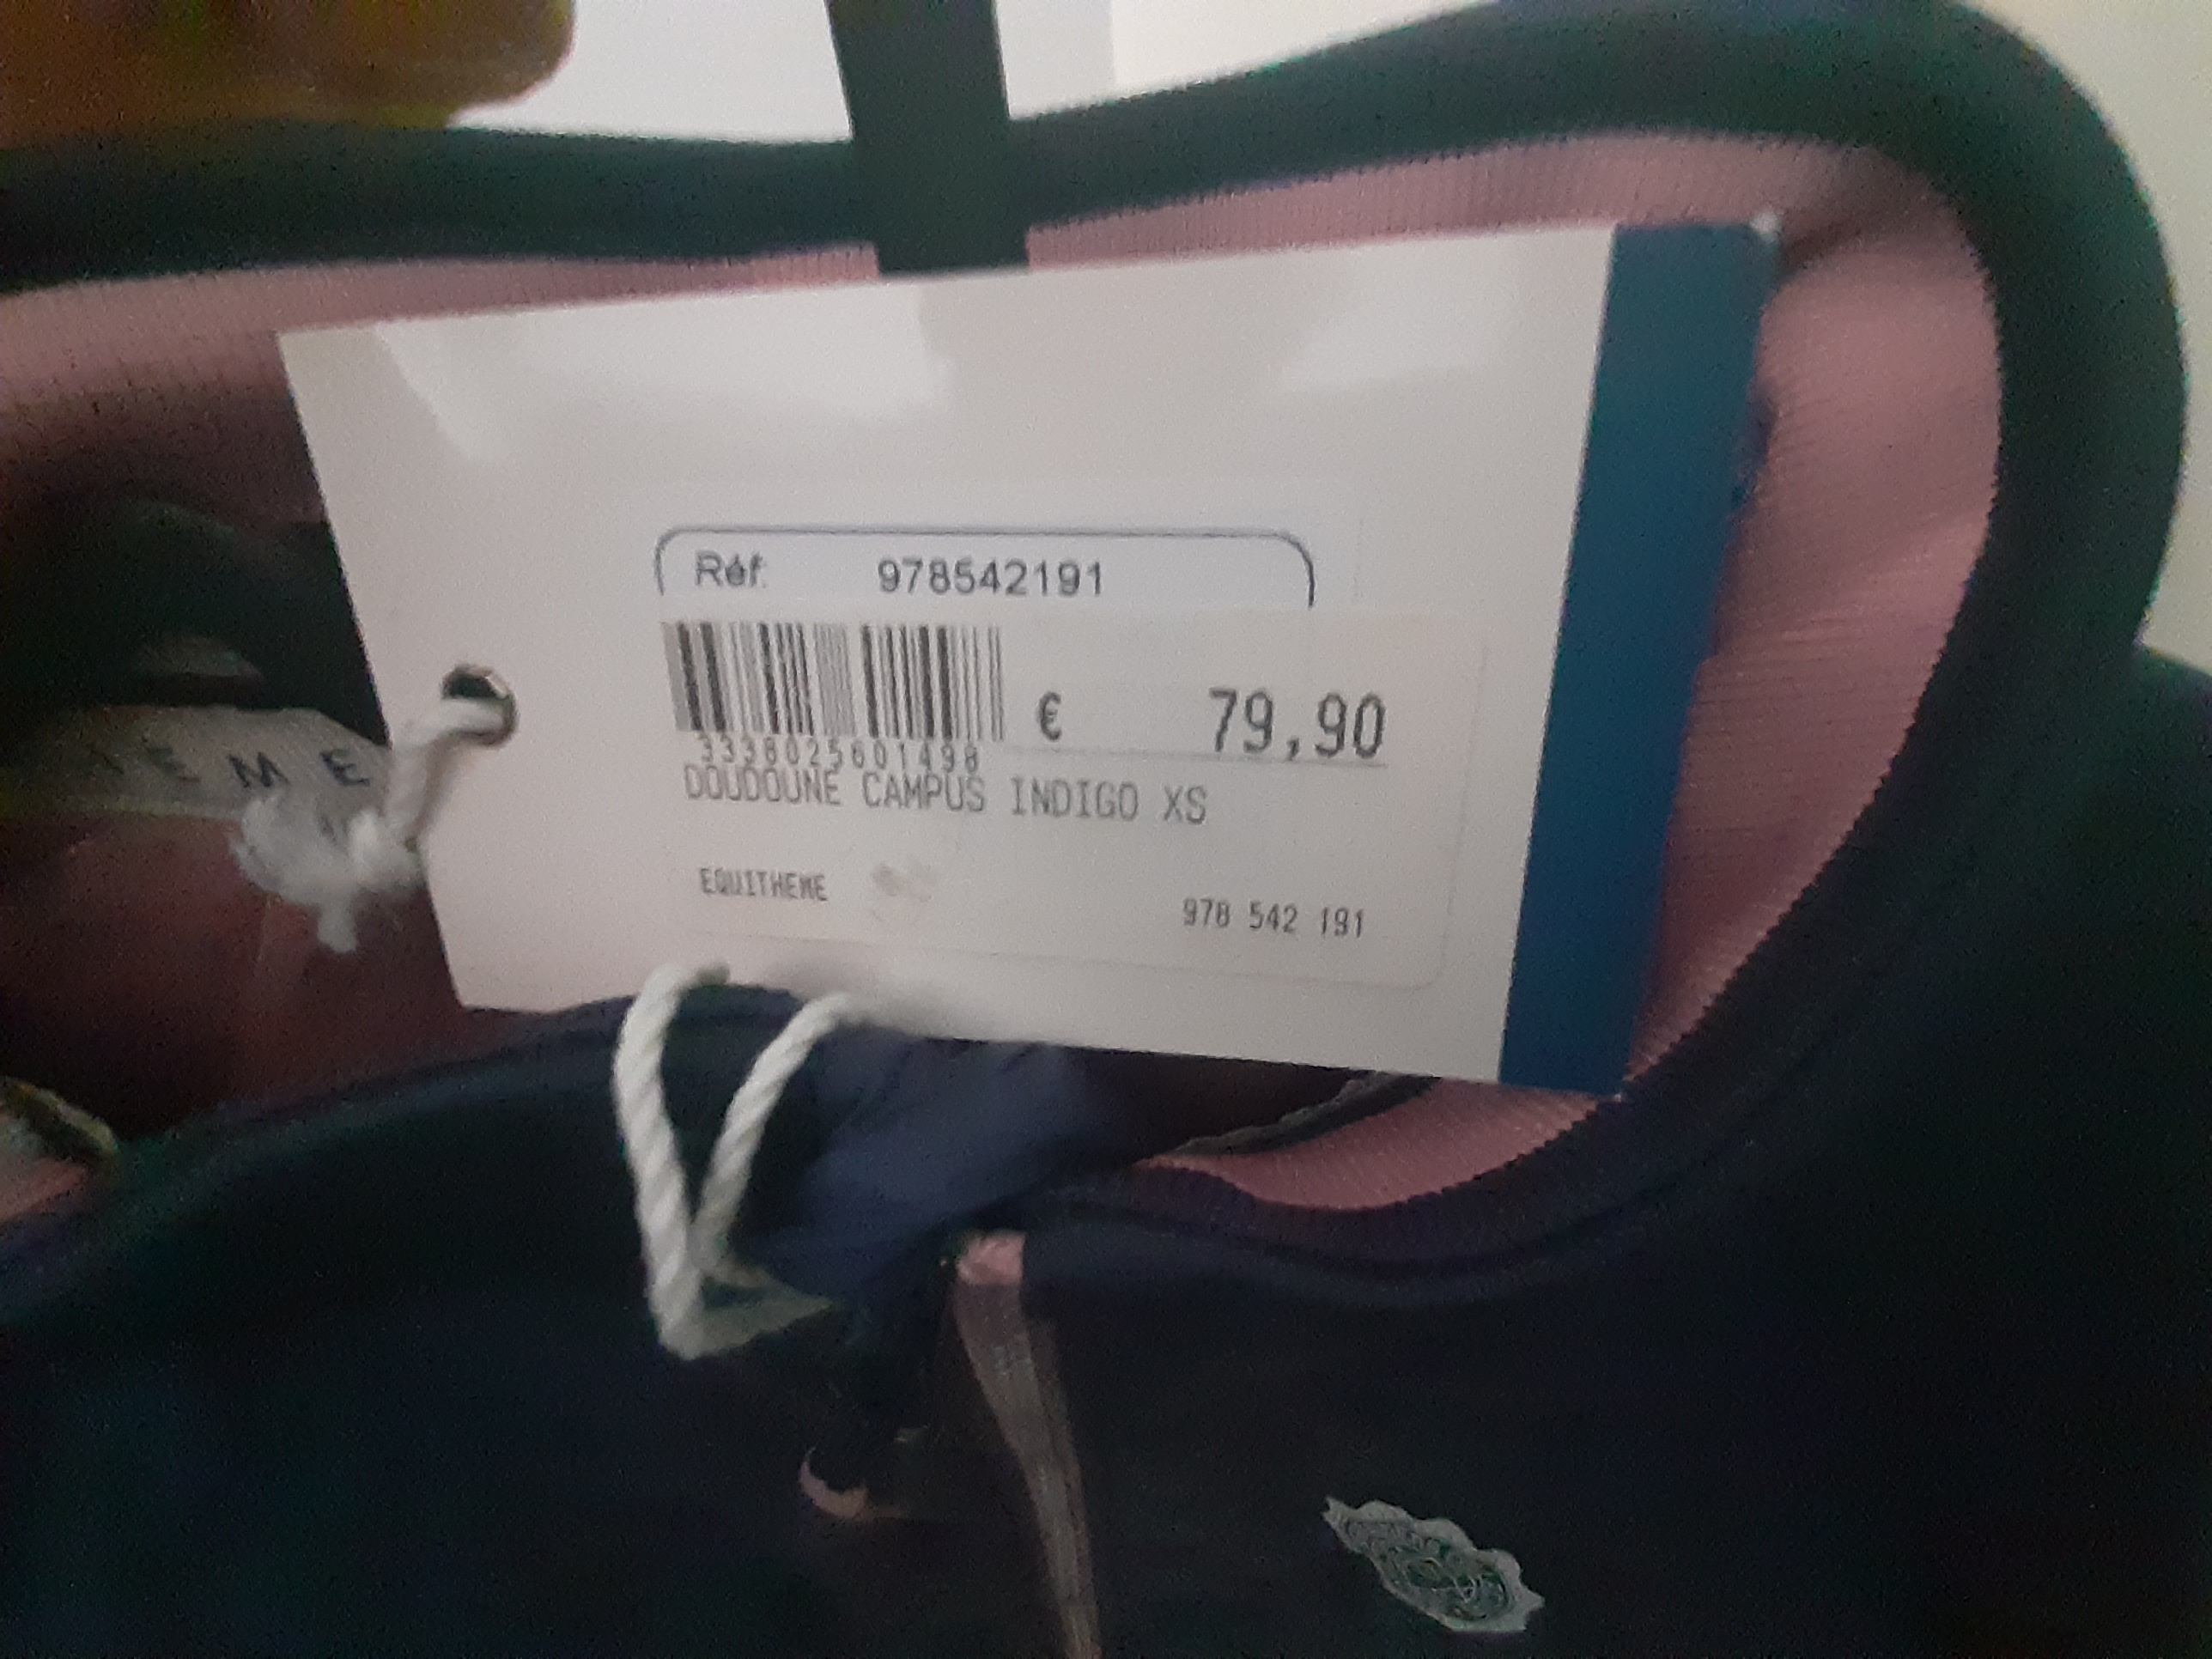 Réf. 978542191
€ 79,90
3338025601498
DOUDOUNE CAMPUS INDIGO XS
EQUITHEME
978 542 191